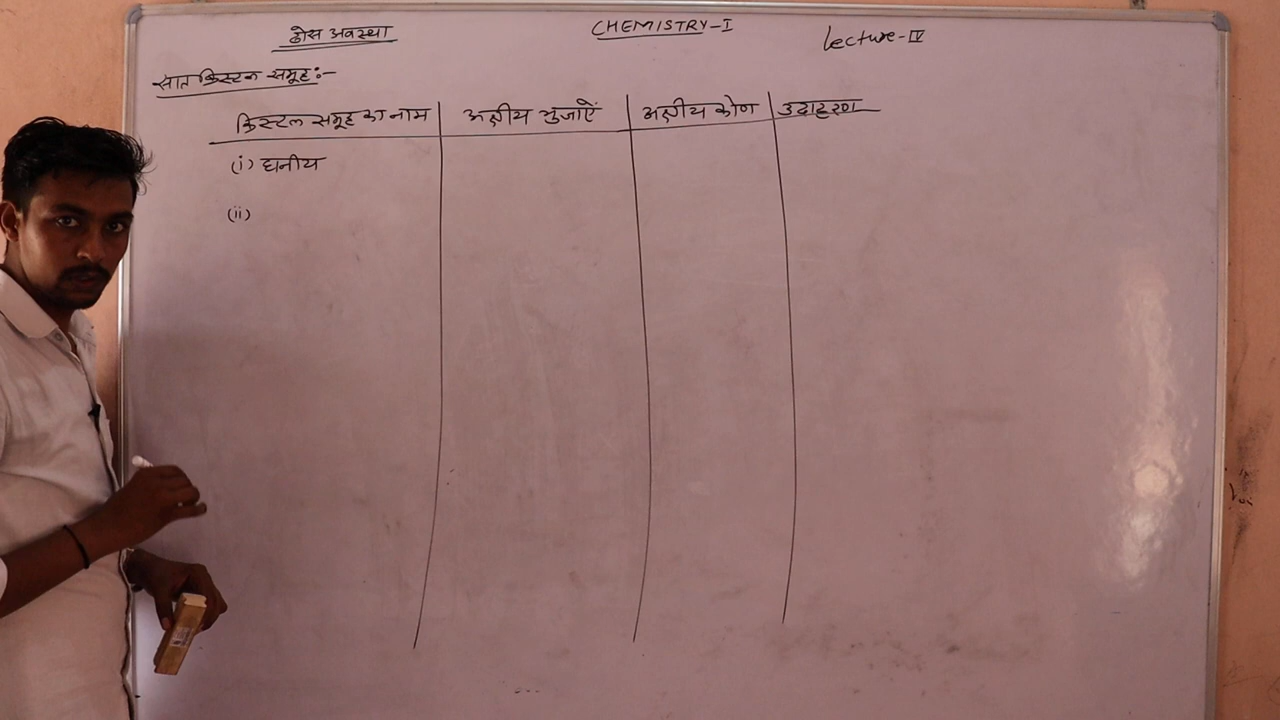 ठोस अवस्था CHEMISTRY-I Lecture-IV
सात क्रिस्टल समूह:-
क्रिस्टल समूह का नाम अक्षीय भुजाऐं अक्षीय कोण उदाहरण
(i) घनीय
(ii)